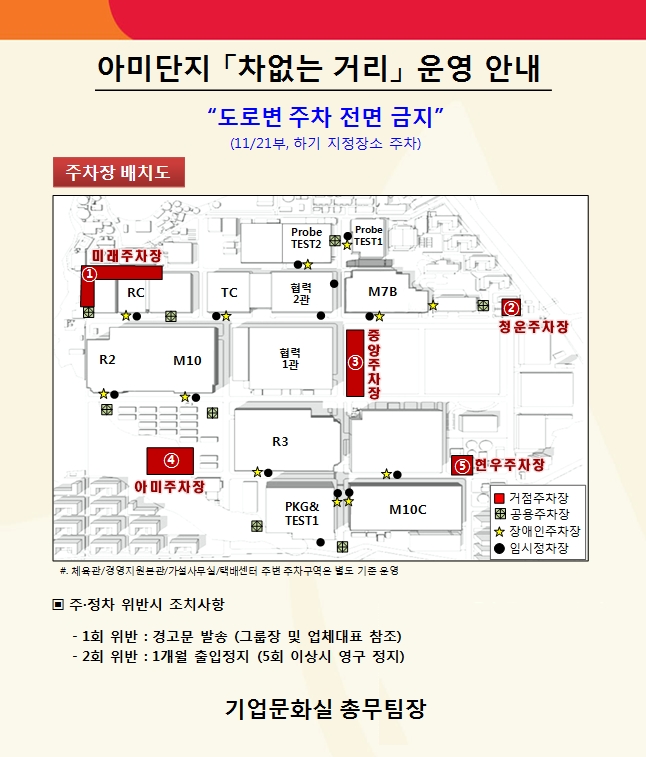 아미단지 「차없는 거리」 운영 안내
“도로변 주차 전면 금지”
(11/21부, 하기 지정장소 주차)
주차장 배치도
Probe
TEST2
Probe
TEST1
미래주차장
①
RC
TC
협력
2관
M7B
②
정운주차장
R2
M10
협력
1관
③
중앙주차장
R3
④
아미주차장
⑤
현우주차장
PKG&
TEST1
M10C
거점주차장
공용주차장
장애인주차장
임시정차장
#. 체육관/경영지원본관/가설사무실/택배센터 주변 주차구역은 별도 기준 운영
▣ 주·정차 위반시 조치사항
- 1회 위반 : 경고문 발송 (그룹장 및 업체대표 참조)
- 2회 위반 : 1개월 출입정지 (5회 이상시 영구 정지)
기업문화실 총무팀장